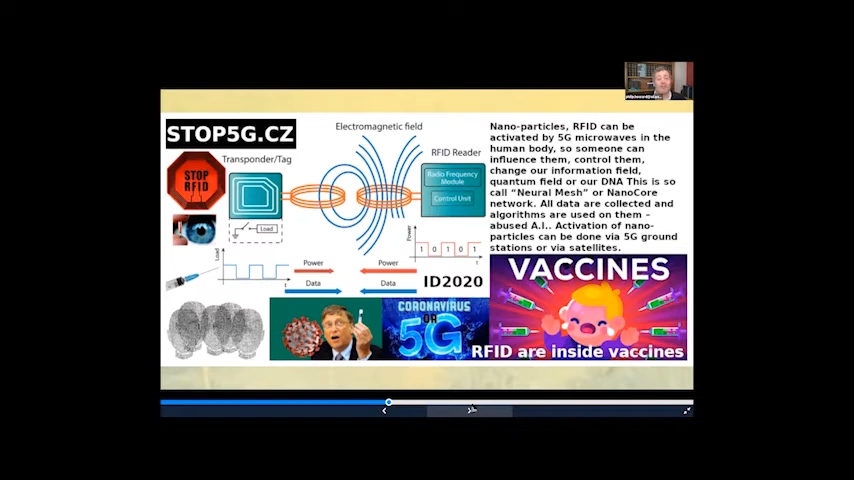 STOP5G.CZ
Electromagnetic field
Transponder/Tag
RFID Reader
STOP
RFID
Radio Frequency
Module
Control Unit
Load
Load
t
Power
1 0 1 0 1
t
Power
Power
Data
Data
ID2020
CORONAVIRUS
OR
5G
Nano-particles, RFID can be
activated by 5G microwaves in the
human body, so someone can
influence them, control them,
change our information field,
quantum field or our DNA This is so
call “Neural Mesh” or NanoCore
network. All data are collected and
algorithms are used on them –
abused A.I.. Activation of nano-
particles can be done via 5G ground
stations or via satellites.
VACCINES
RFID are inside vaccines